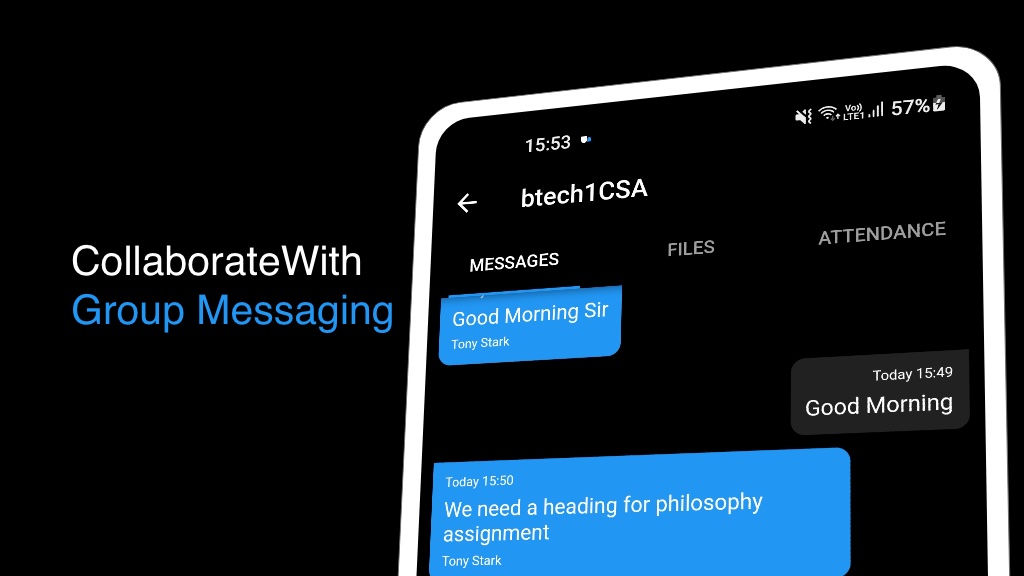 CollaborateWith
Group Messaging
15:53
Vo))
LTE1
57%
btech1CSA
MESSAGES
FILES
ATTENDANCE
Good Morning Sir
Tony Stark
Today 15:49
Good Morning
Today 15:50
We need a heading for philosophy
assignment
Tony Stark